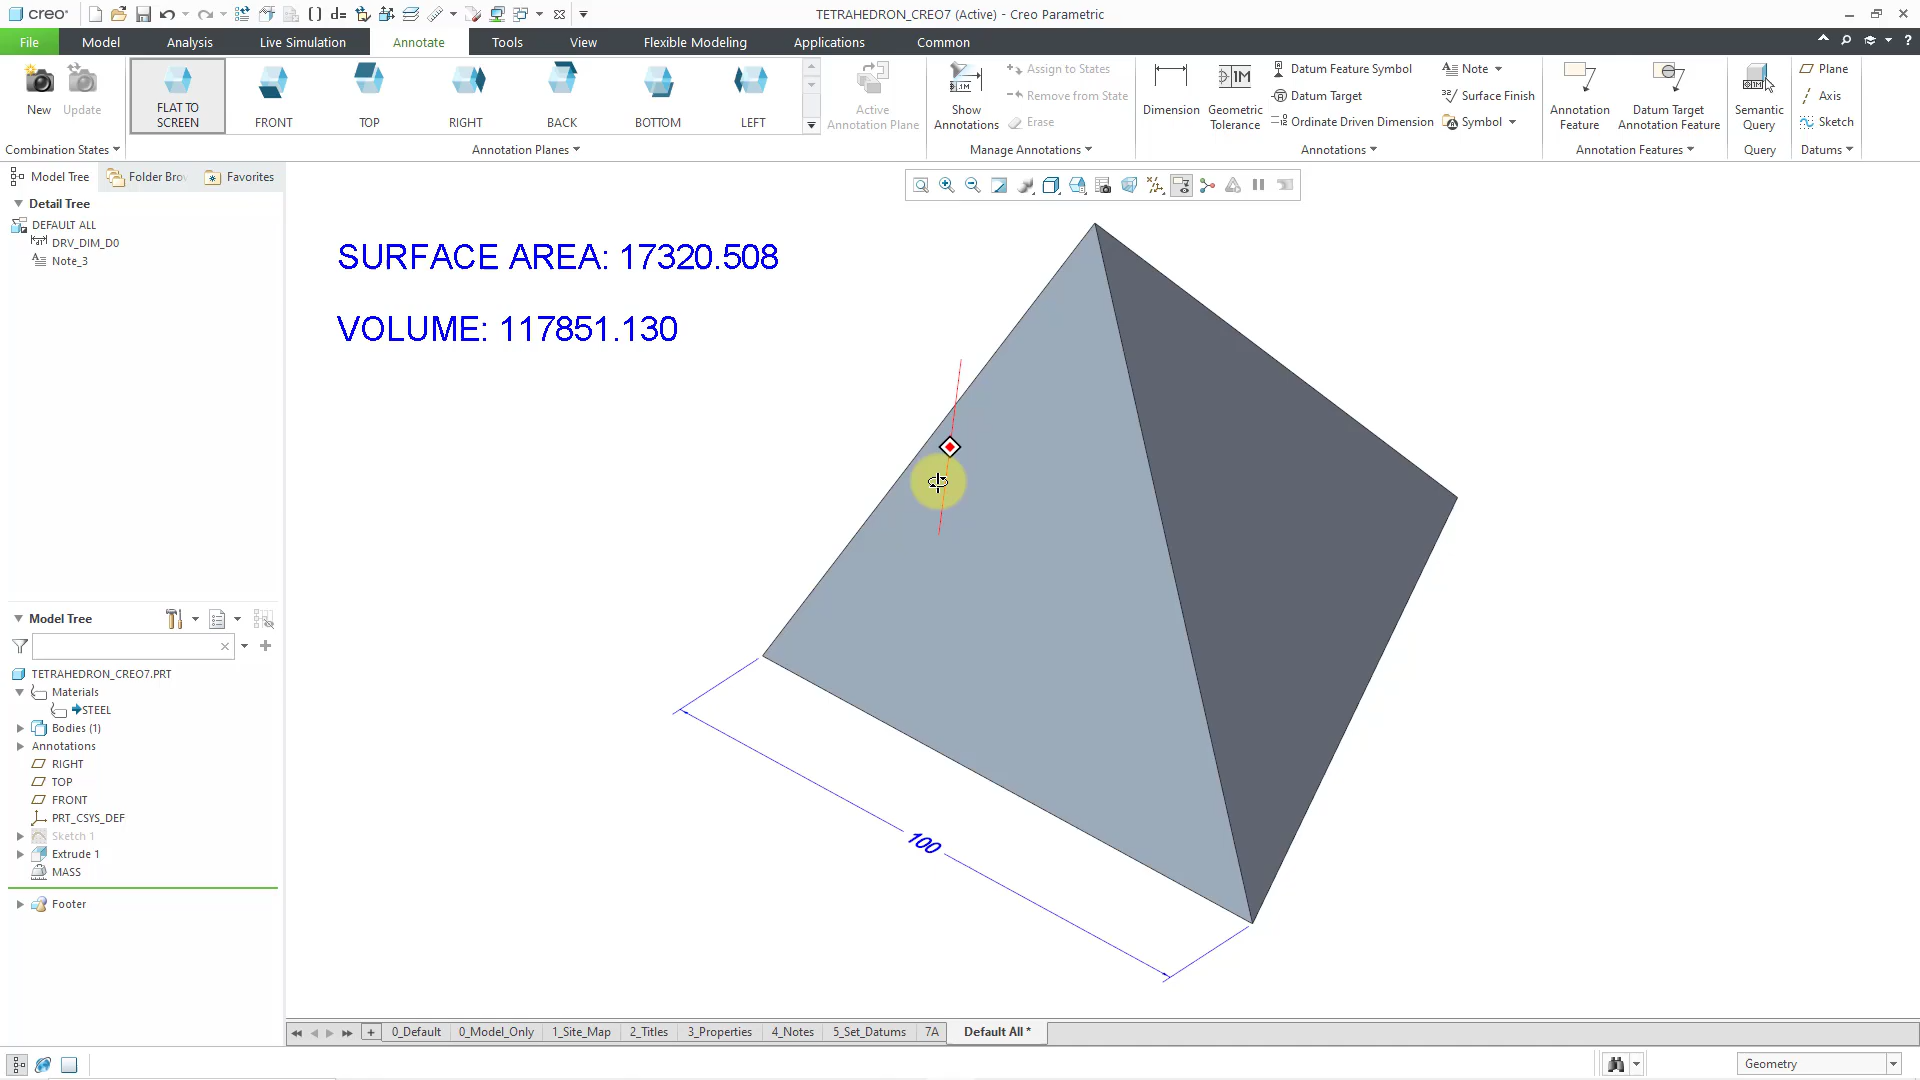 creo
TETRAHEDRON_CREO7 (Active) - Creo Parametric
File
Model
Analysis
Live Simulation
Annotate
Tools
View
Flexible Modeling
Applications
Common
New
Update
Combination States
FLAT TO
SCREEN
FRONT
TOP
RIGHT
BACK
BOTTOM
LEFT
Annotation Planes
Active
Annotation Plane
Show
Annotations
Assign to States
Remove from State
Erase
Manage Annotations
Dimension
Geometric
Tolerance
Datum Feature Symbol
Datum Target
Ordinate Driven Dimension
Note
Surface Finish
Symbol
Annotations
Annotation
Feature
Datum Target
Annotation Feature
Annotation Features
Semantic
Query
Query
Plane
Axis
Sketch
Datums
Model Tree
Folder Brov
Favorites
Detail Tree
DEFAULT ALL
DRV_DIM_D0
Note_3
SURFACE AREA: 17320.508
VOLUME: 117851.130
100
Model Tree
TETRAHEDRON_CREO7.PRT
Materials
STEEL
Bodies (1)
Annotations
RIGHT
TOP
FRONT
PRT_CSYS_DEF
Sketch 1
Extrude 1
MASS
Footer
0_Default
0_Model_Only
1_Site_Map
2_Titles
3_Properties
4_Notes
5_Set_Datums
7A
Default All *
Geometry